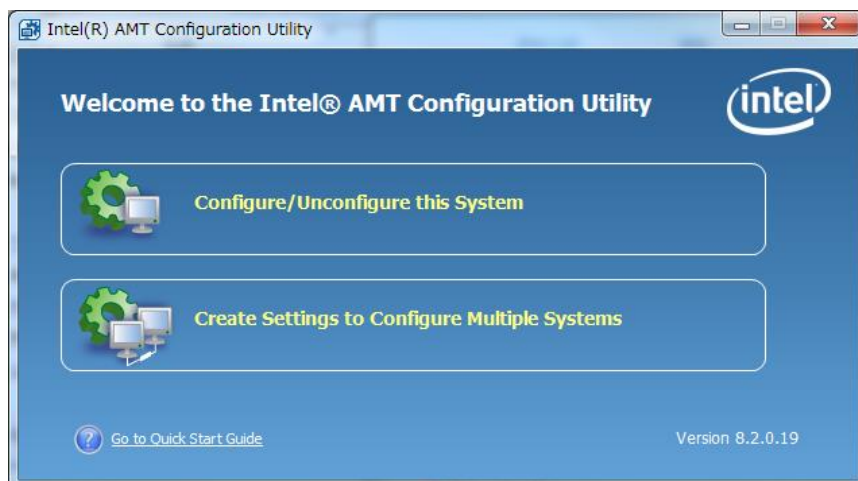 Intel(R) AMT Configuration Utility
Welcome to the Intel® AMT Configuration Utility
intel
Configure/Unconfigure this System
Create Settings to Configure Multiple Systems
? Go to Quick Start Guide
Version 8.2.0.19